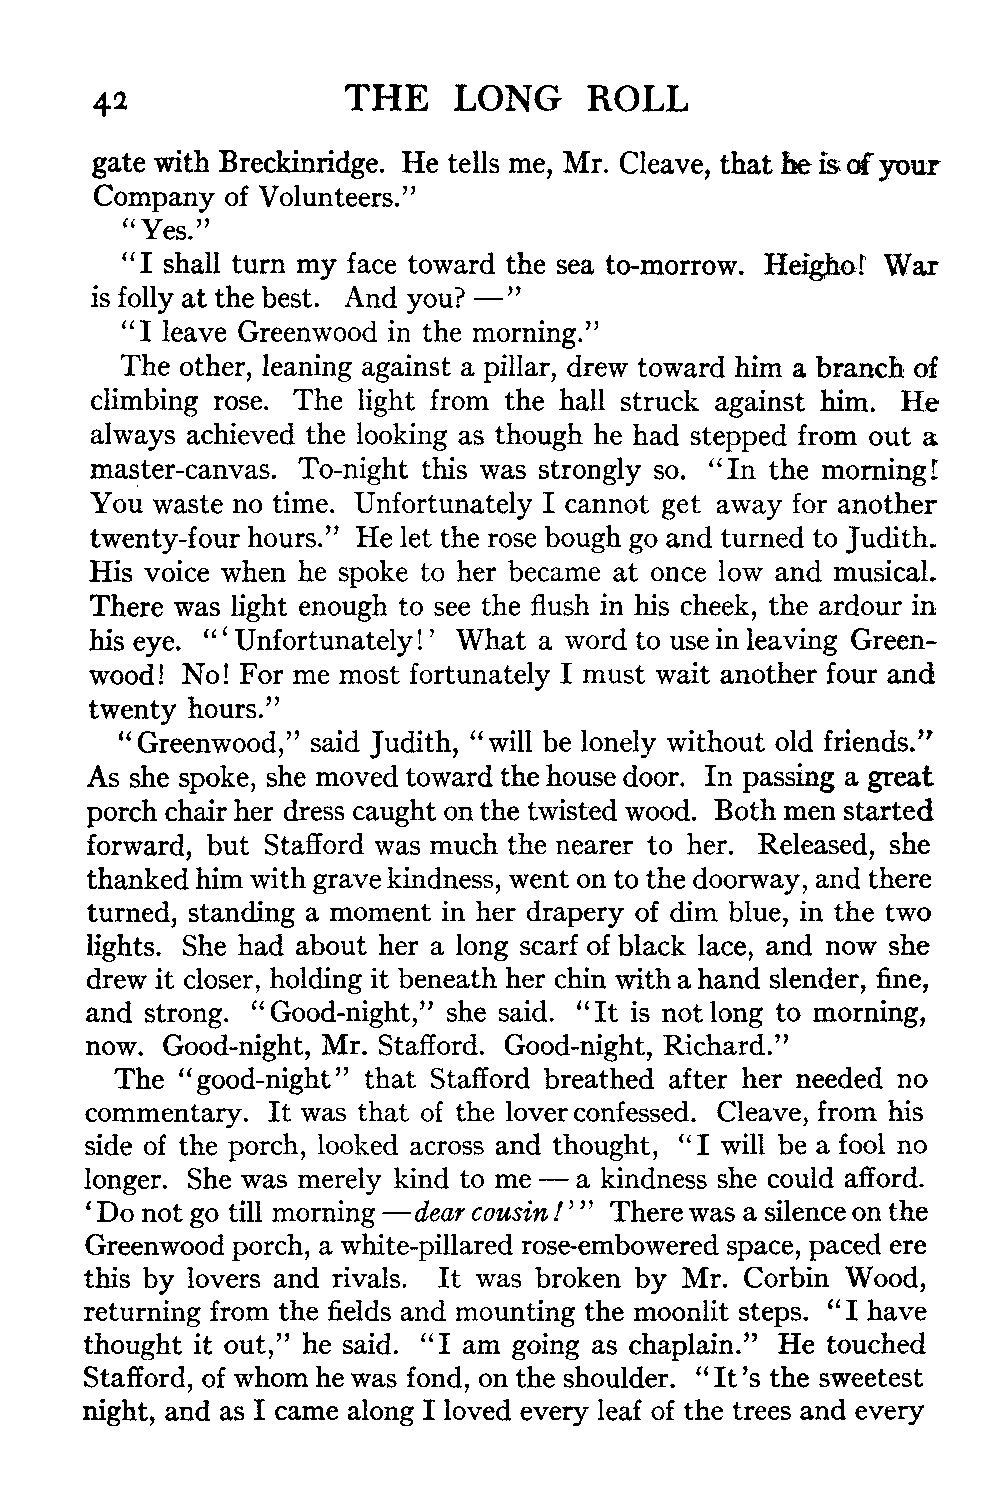 42 THE LONG ROLL
gate with Breckinridge. He tells me, Mr. Cleave, that he is of your
Company of Volunteers."
"Yes."
"I shall turn my face toward the sea to-morrow. Heigho! War
is folly at the best. And you? —"
"I leave Greenwood in the morning."
The other, leaning against a pillar, drew toward him a branch of
climbing rose. The light from the hall struck against him. He
always achieved the looking as though he had stepped from out a
master-canvas. To-night this was strongly so. "In the morning!
You waste no time. Unfortunately I cannot get away for another
twenty-four hours." He let the rose bough go and turned to Judith.
His voice when he spoke to her became at once low and musical.
There was light enough to see the flush in his cheek, the ardour in
his eye. "'Unfortunately!' What a word to use in leaving Green-
wood! No! For me most fortunately I must wait another four and
twenty hours."
"Greenwood," said Judith, "will be lonely without old friends."
As she spoke, she moved toward the house door. In passing a great
porch chair her dress caught on the twisted wood. Both men started
forward, but Stafford was much the nearer to her. Released, she
thanked him with grave kindness, went on to the doorway, and there
turned, standing a moment in her drapery of dim blue, in the two
lights. She had about her a long scarf of black lace, and now she
drew it closer, holding it beneath her chin with a hand slender, fine,
and strong. "Good-night," she said. "It is not long to morning,
now. Good-night, Mr. Stafford. Good-night, Richard."
The "good-night" that Stafford breathed after her needed no
commentary. It was that of the lover confessed. Cleave, from his
side of the porch, looked across and thought, "I will be a fool no
longer. She was merely kind to me — a kindness she could afford.
'Do not go till morning — dear cousin!'" There was a silence on the
Greenwood porch, a white-pillared rose-embowered space, paced ere
this by lovers and rivals. It was broken by Mr. Corbin Wood,
returning from the fields and mounting the moonlit steps. "I have
thought it out," he said. "I am going as chaplain." He touched
Stafford, of whom he was fond, on the shoulder. "It's the sweetest
night, and as I came along I loved every leaf of the trees and every